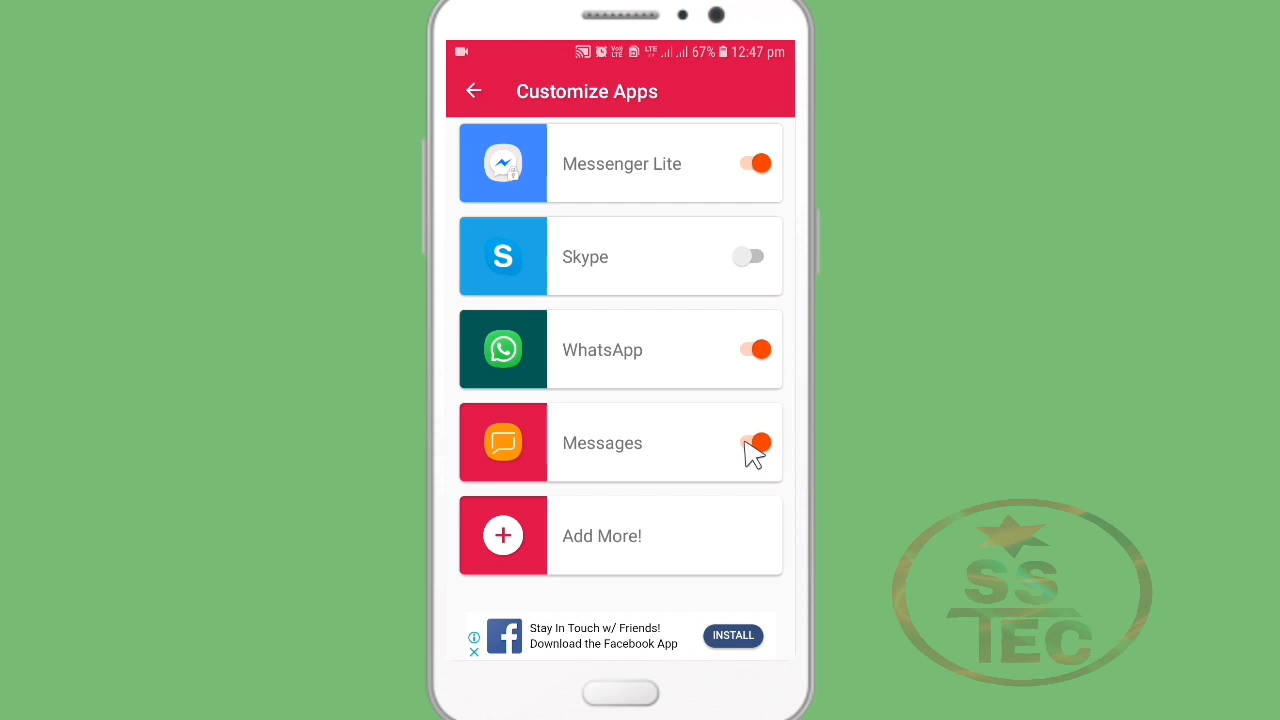 67% 12:47 pm
Customize Apps
Messenger Lite
S
Skype
WhatsApp
Messages
+ Add More!
Stay In Touch w/ Friends!
Download the Facebook App
INSTALL
SS
TEC